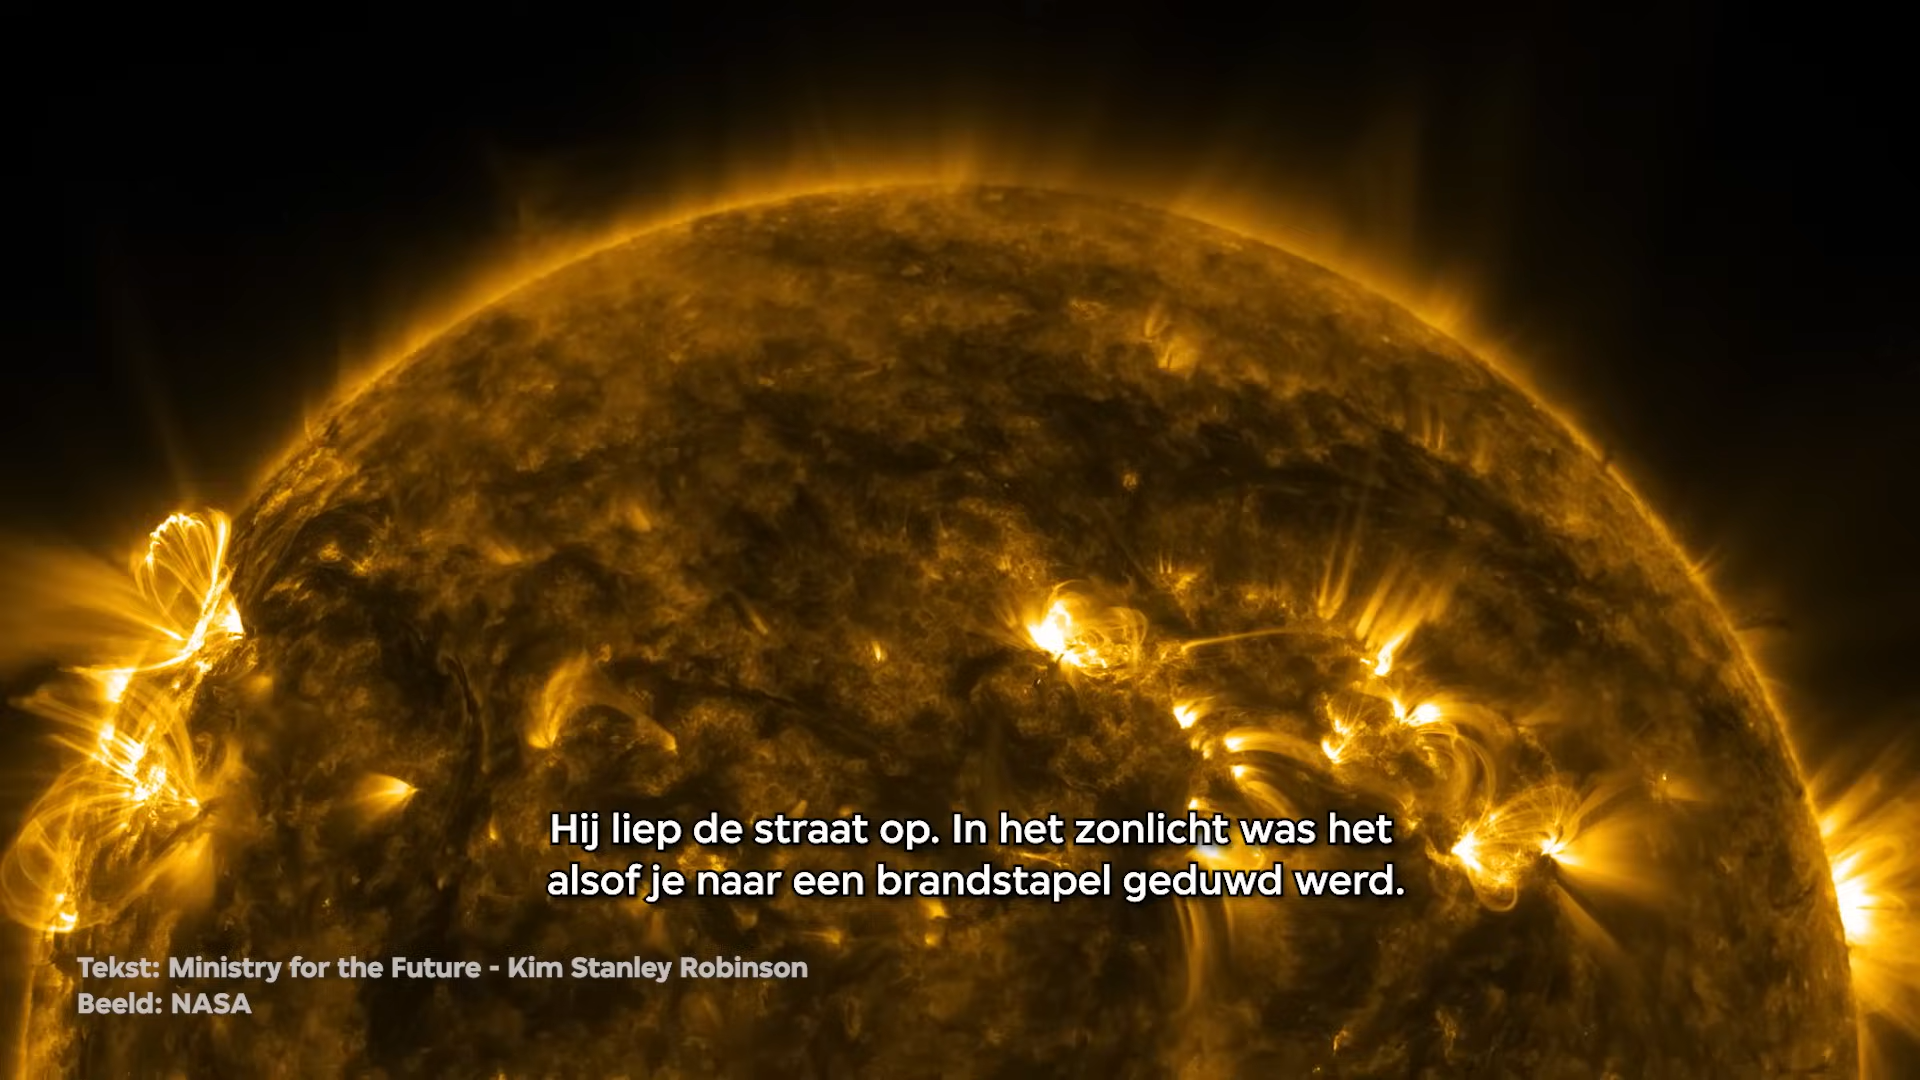 Hij liep de straat op. In het zonlicht was het
alsof je naar een brandstapel geduwd werd.
Tekst: Ministry for the Future - Kim Stanley Robinson
Beeld: NASA